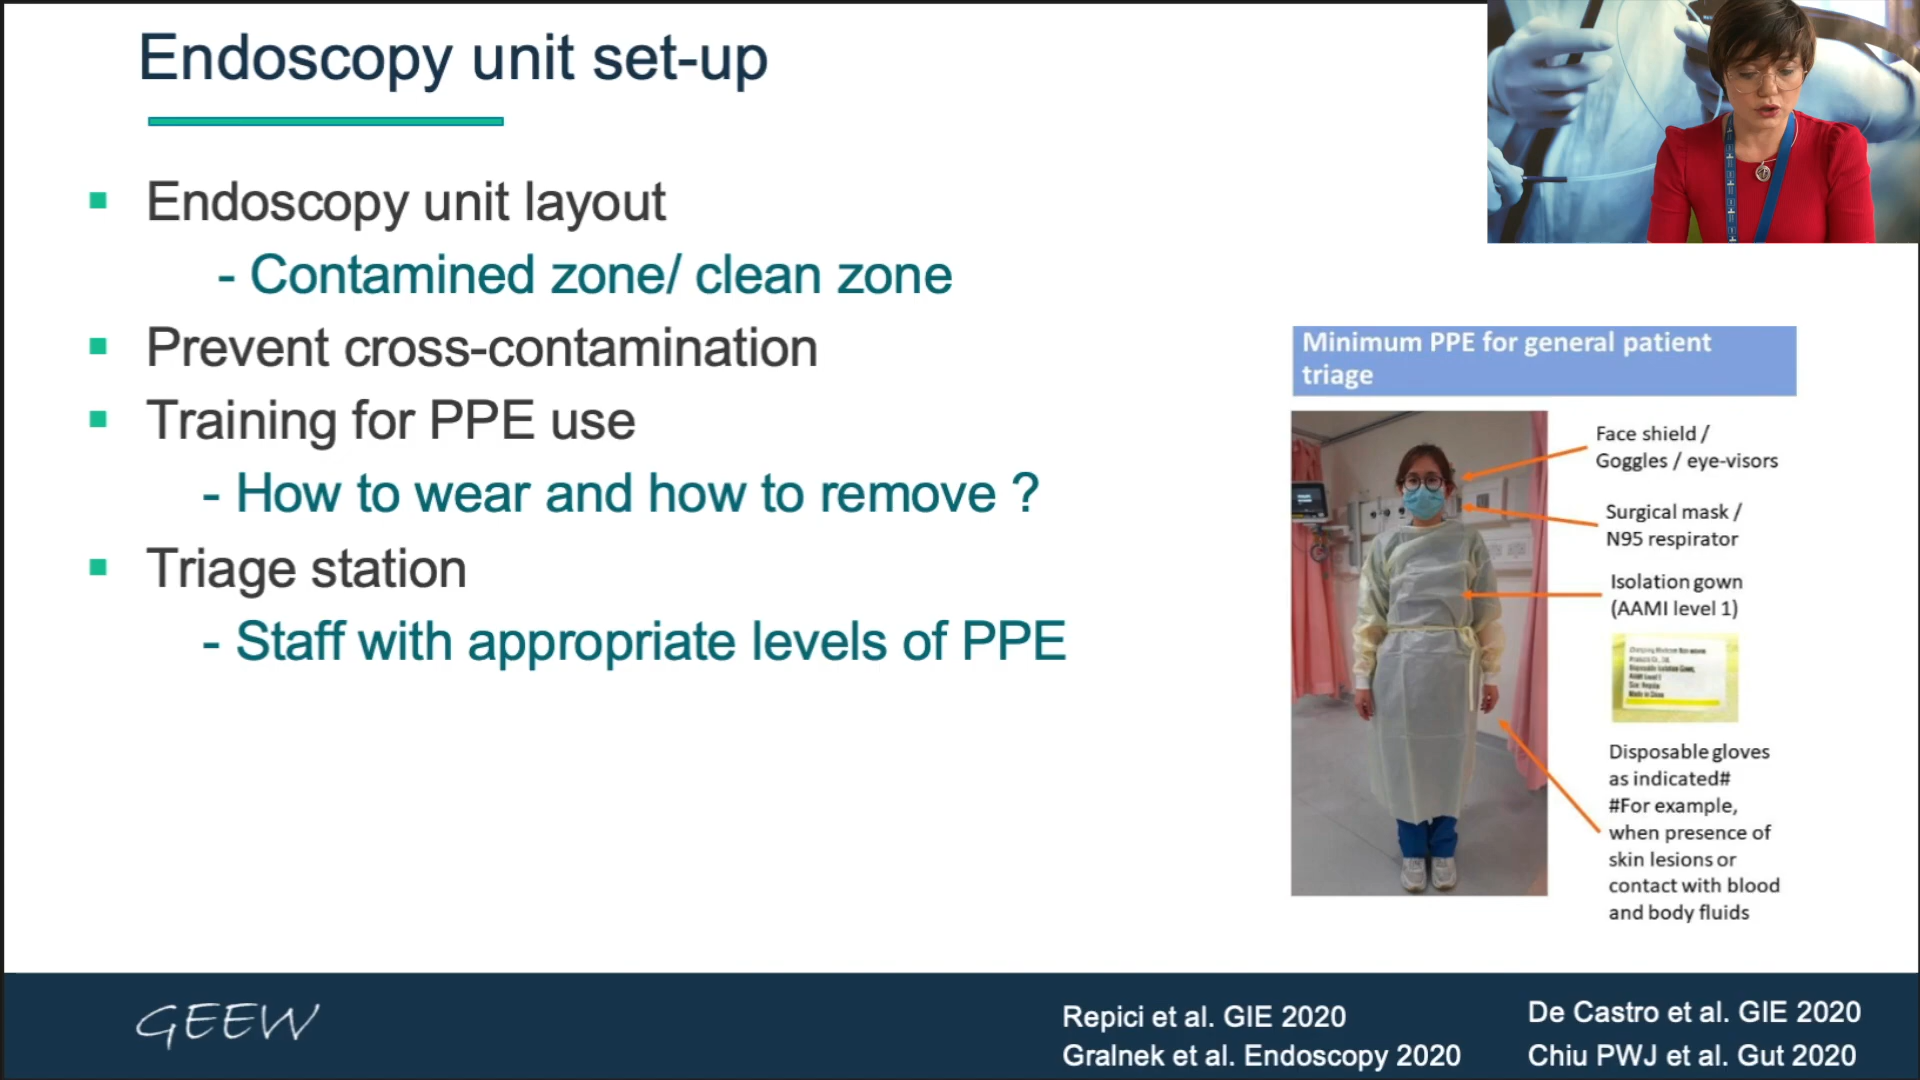 Endoscopy unit set-up
Endoscopy unit layout
- Contamined zone/ clean zone
Prevent cross-contamination
Training for PPE use
- How to wear and how to remove ?
Triage station
- Staff with appropriate levels of PPE
Minimum PPE for general patient
triage
Face shield /
Goggles / eye-visors
Surgical mask /
N95 respirator
Isolation gown
(AAMI level 1)
Disposable gloves
as indicated#
#For example,
when presence of
skin lesions or
contact with blood
and body fluids
GEEW
Repici et al. GIE 2020
Gralnek et al. Endoscopy 2020
De Castro et al. GIE 2020
Chiu PWJ et al. Gut 2020